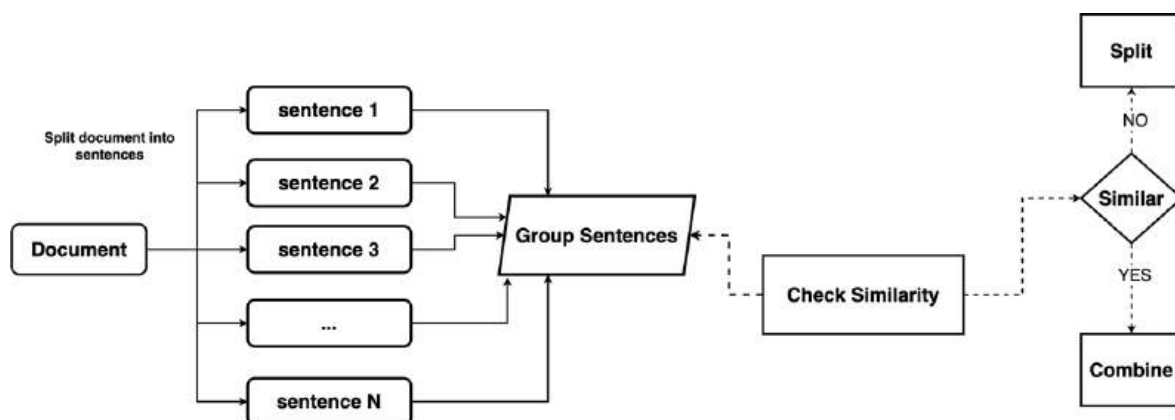 Split
sentence 1
NO
Split document into
sentences
sentence 2
Similar
Document
sentence 3
Group Sentences
Check Similarity
YES
...
Combine
sentence N